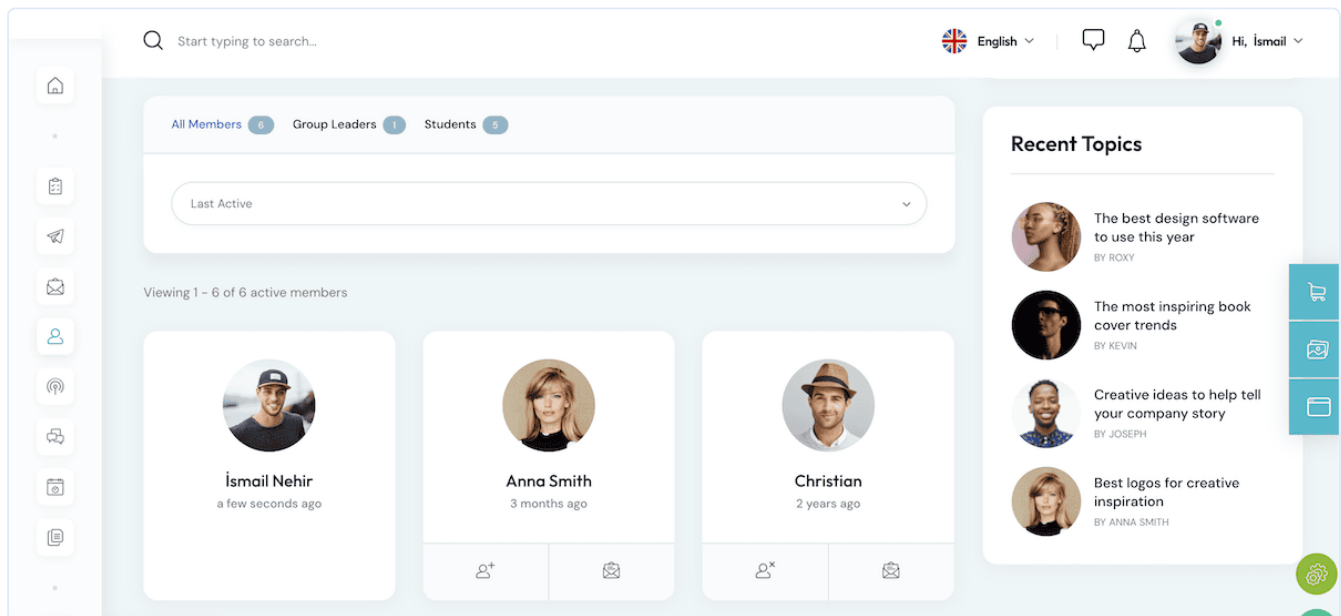 Start typing to search...
English
Hi, İsmail
All Members 6
Group Leaders 1
Students 5
Last Active
Viewing 1 - 6 of 6 active members
İsmail Nehir
a few seconds ago
Anna Smith
3 months ago
Christian
2 years ago
Recent Topics
The best design software
to use this year
BY ROXY
The most inspiring book
cover trends
BY KEVIN
Creative ideas to help tell
your company story
BY JOSEPH
Best logos for creative
inspiration
BY ANNA SMITH